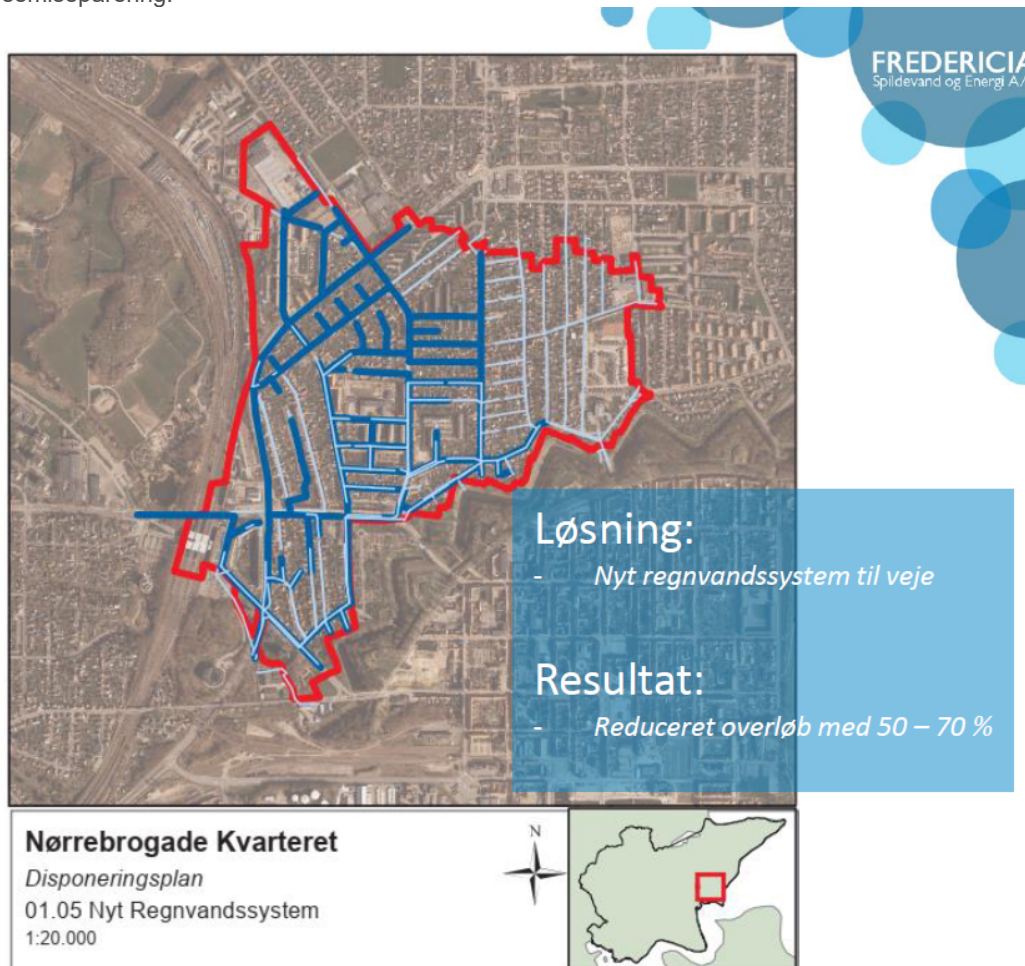 FREDERICIA
Spildevand og Energi A/
Løsning:
- Nyt regnvandssystem til veje
Resultat:
- Reduceret overløb med 50 – 70 %
Nørrebrogade Kvarteret
Disponeringsplan
01.05 Nyt Regnvandssystem
1:20.000
N